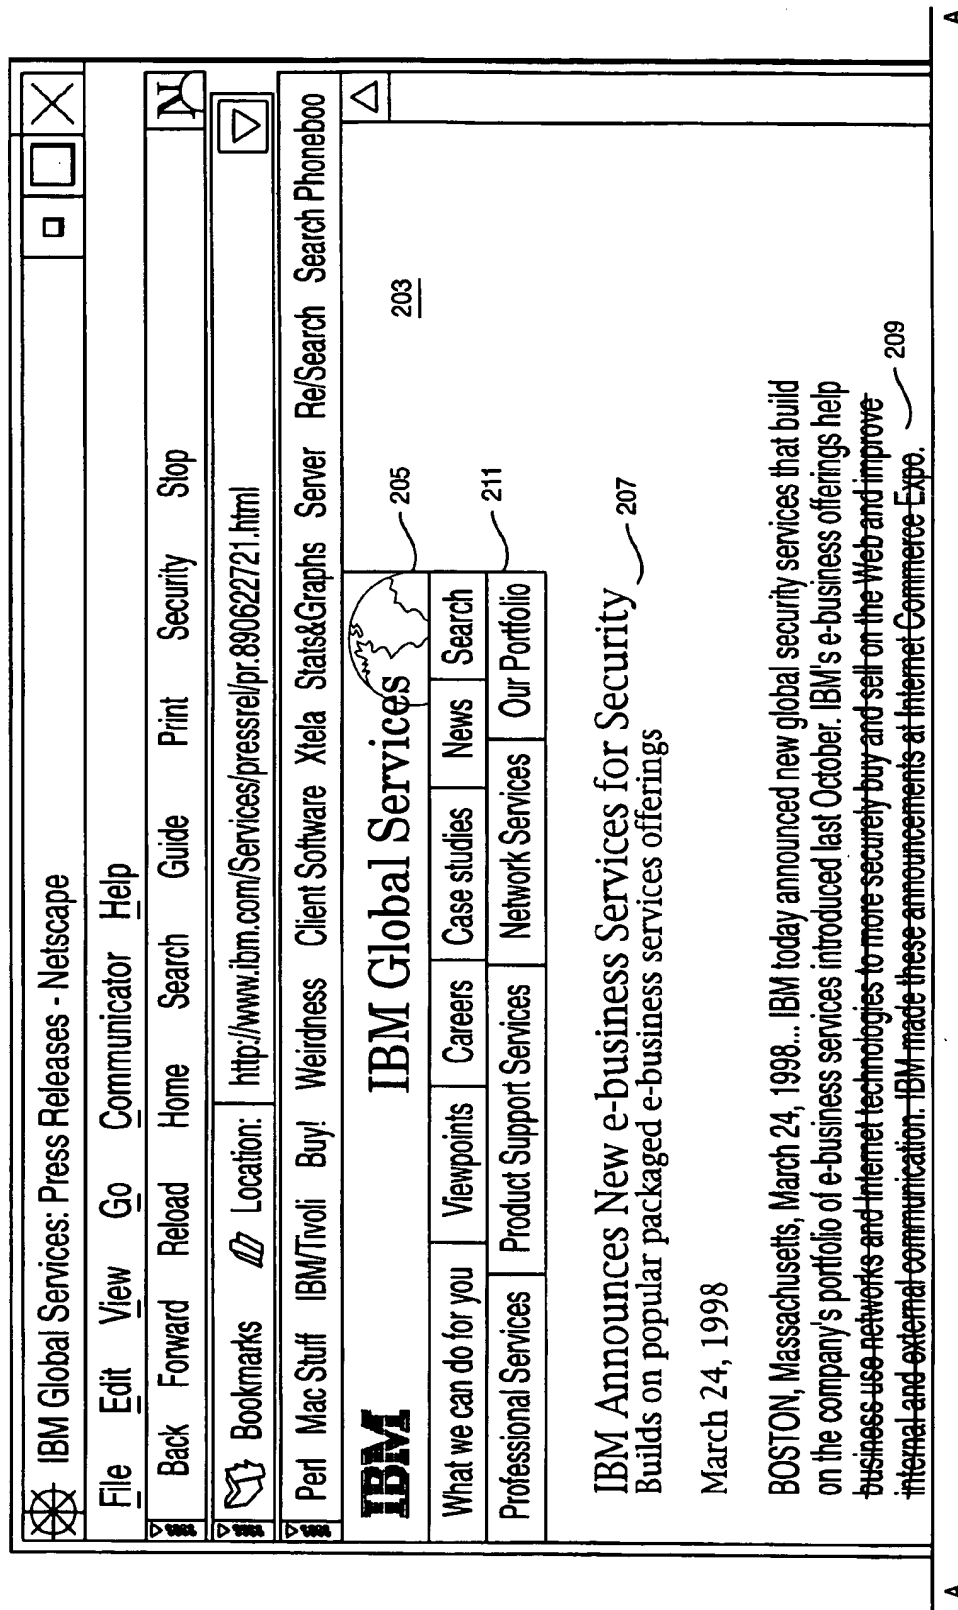 IBM Global Services: Press Releases - Netscape
File Edit View Go Communicator Help
Back Forward Reload Home Search Guide Print Security Stop
N
Bookmarks Location: http://www.ibm.com/Services/pressrel/pr.890622721.html
Perl Mac Stuff IBM/Tivoli Buy! Weirdness Client Software Xtela Stats&Graphs Server Re/Search Search Phoneboo
IBM IBM Global Services 205 203
What we can do for you Viewpoints Careers Case studies News Search
Professional Services Product Support Services Network Services Our Portfolio 211
IBM Announces New e-business Services for Security 207
Builds on popular packaged e-business services offerings
March 24, 1998
BOSTON, Massachusetts, March 24, 1998... IBM today announced new global security services that build
on the company's portfolio of e-business services introduced last October. IBM's e-business offerings help
business use networks and Internet technologies to more securely buy and sell on the Web and improve
internal and external communication. IBM made these announcements at Internet Commerce Expo. 209
A A